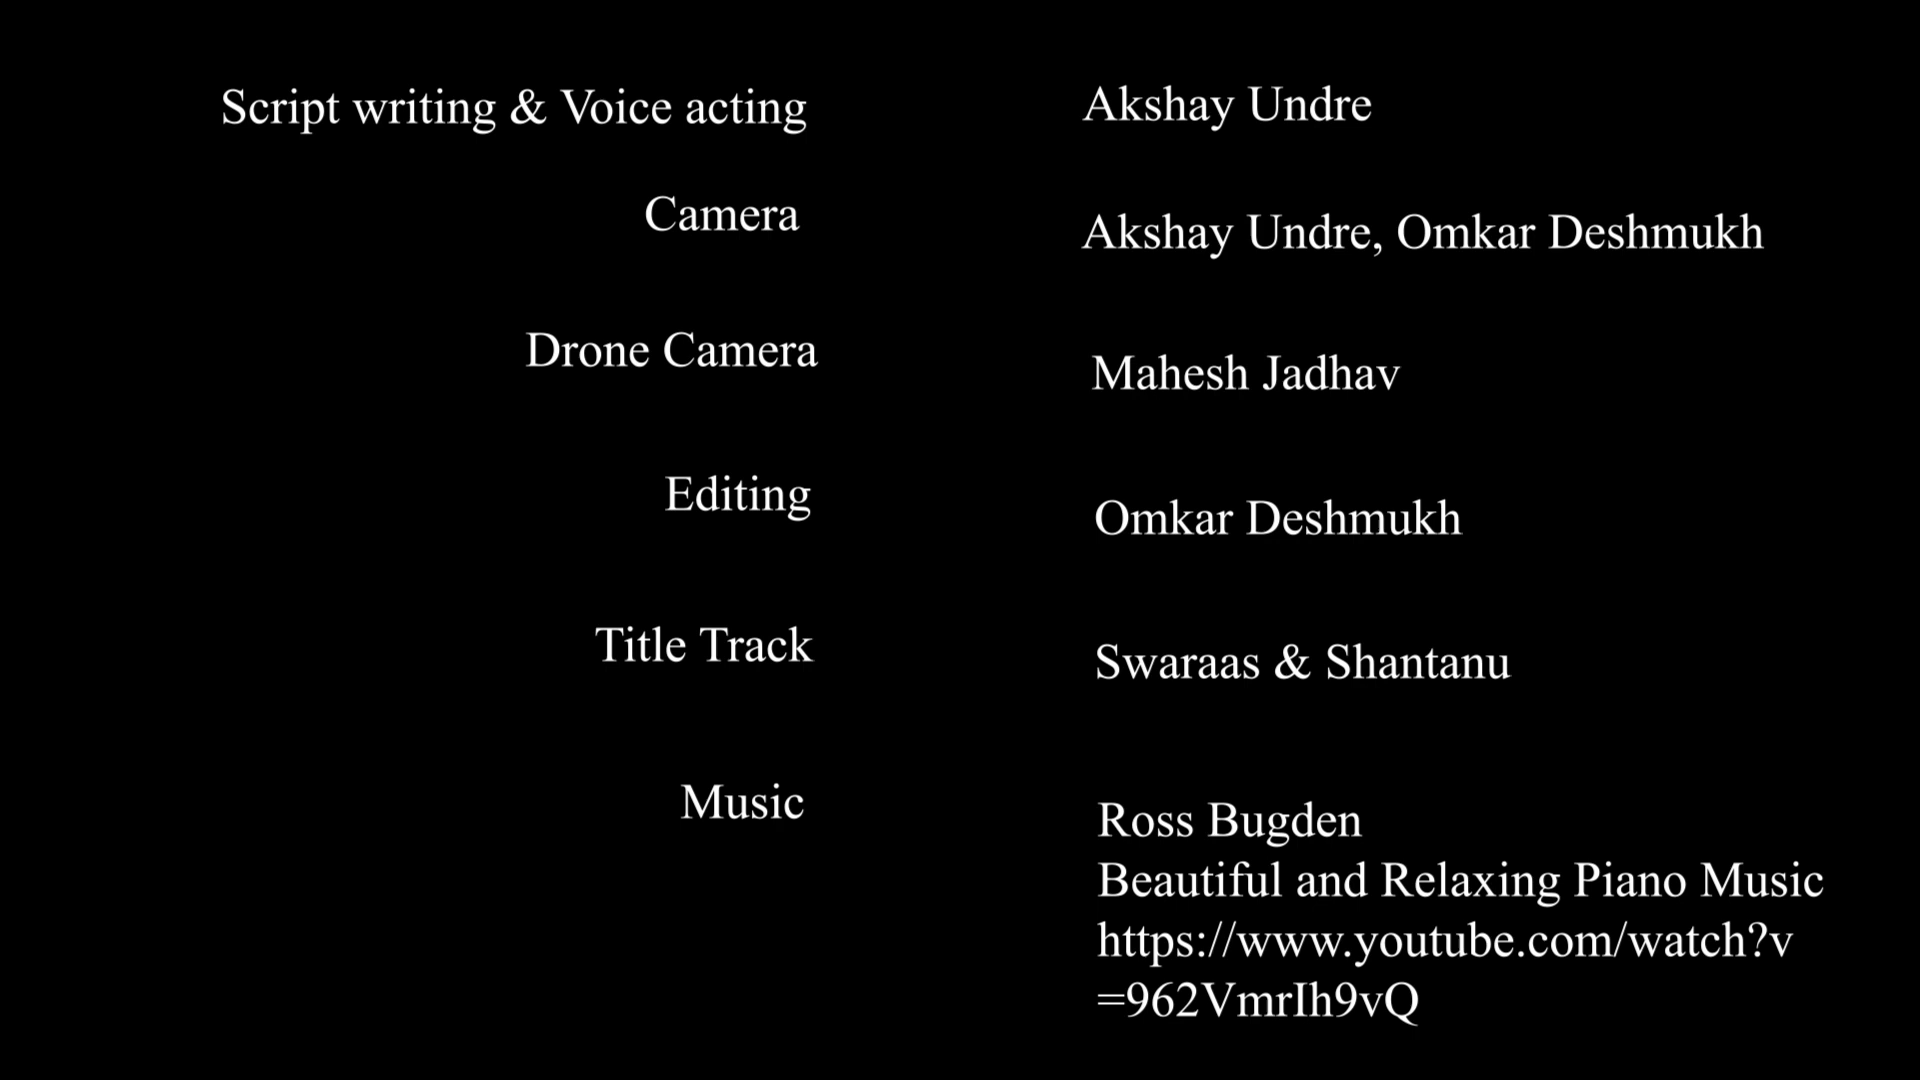 Script writing & Voice acting
Akshay Undre
Camera
Akshay Undre, Omkar Deshmukh
Drone Camera
Mahesh Jadhav
Editing
Omkar Deshmukh
Title Track
Swaraas & Shantanu
Music
Ross Bugden
Beautiful and Relaxing Piano Music
https://www.youtube.com/watch?v
=962VmrIh9vQ